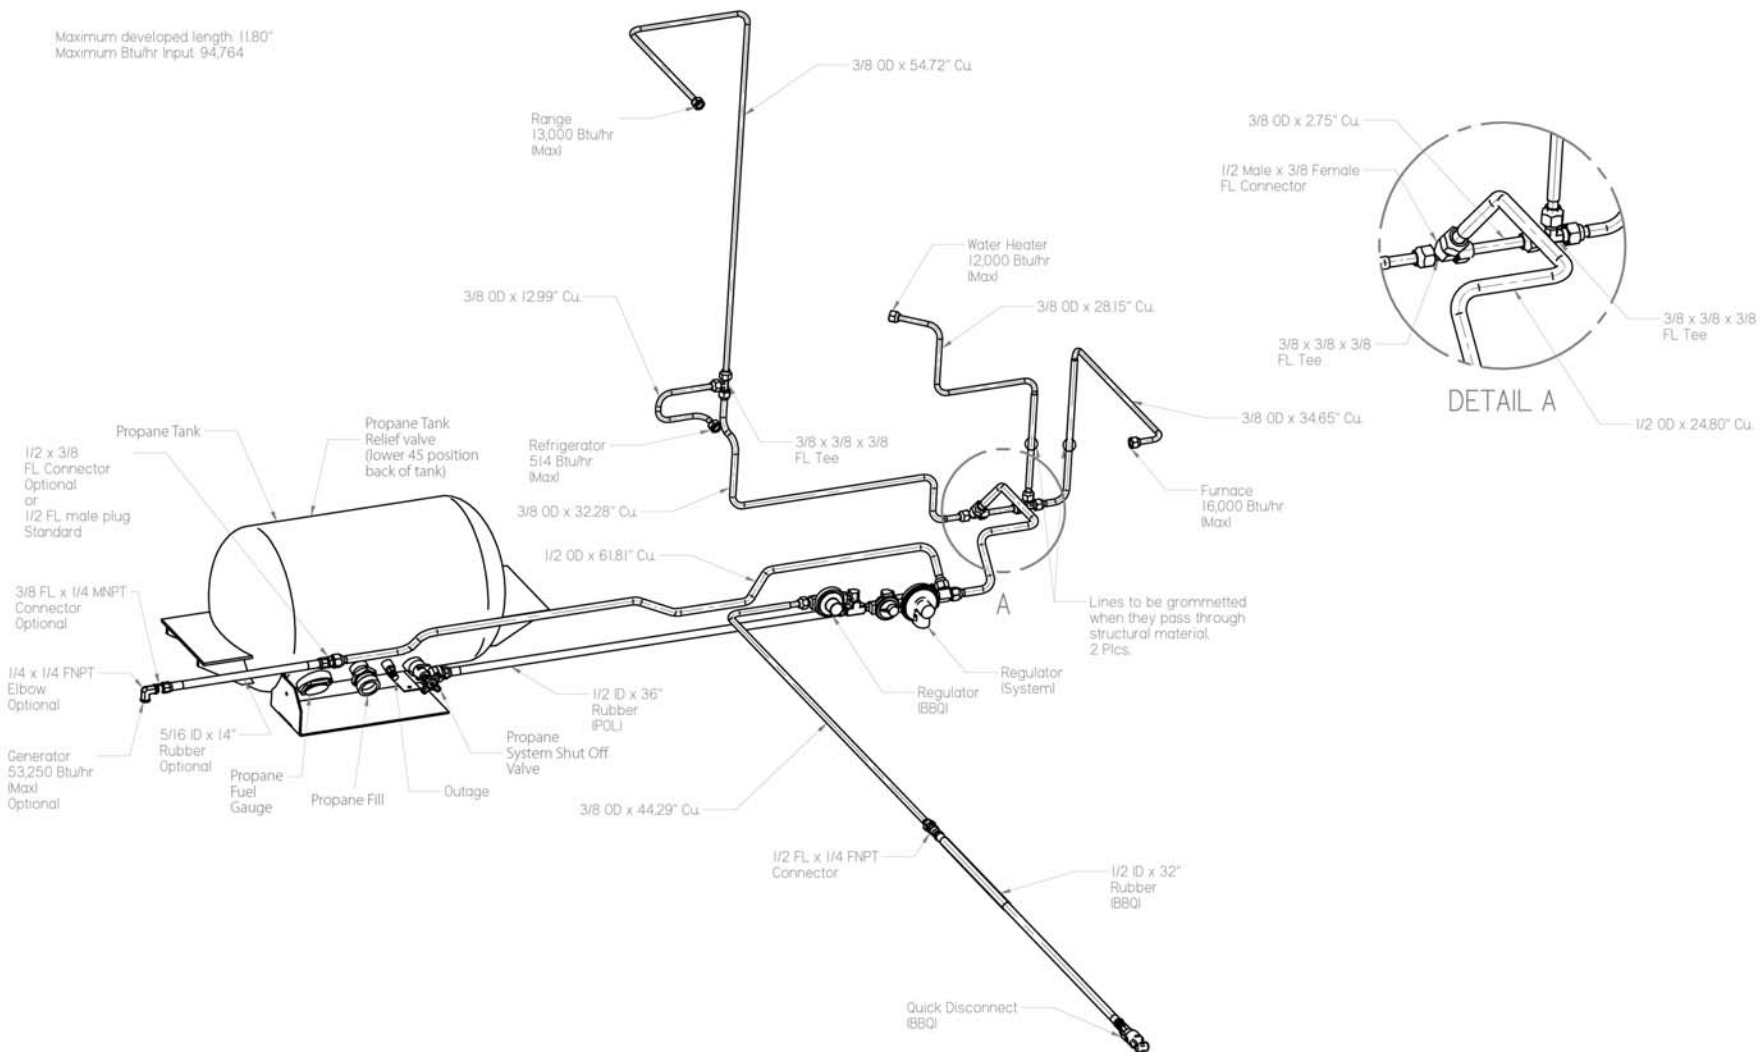 Maximum developed length 11.80"
Maximum Btu/hr Input 94,764
3/8 OD x 54.72" Cu.
Range
13,000 Btu/hr
(Max)
3/8 OD x 2.75" Cu.
1/2 Male x 3/8 Female
FL Connector
Water Heater
12,000 Btu/hr
(Max)
3/8 OD x 12.99" Cu.
3/8 OD x 28.15" Cu.
3/8 x 3/8 x 3/8
FL Tee
3/8 x 3/8 x 3/8
FL Tee
DETAIL A
1/2 OD x 24.80" Cu.
3/8 OD x 34.65" Cu.
Propane Tank
Propane Tank
Relief valve
(lower 45 position
back of tank)
1/2 x 3/8
FL Connector
Optional
or
1/2 FL male plug
Standard
Refrigerator
514 Btu/hr
(Max)
3/8 x 3/8 x 3/8
FL Tee
Furnace
16,000 Btu/hr
(Max)
3/8 OD x 32.28" Cu.
1/2 OD x 61.81" Cu.
3/8 FL x 1/4 MNPT
Connector
Optional
A
Lines to be grommetted
when they pass through
structural material.
2 Plcs.
1/4 x 1/4 FNPT
Elbow
Optional
Regulator
(System)
Regulator
(BBQ)
1/2 ID x 36"
Rubber
(POL)
5/16 ID x 14"
Rubber
Optional
Propane
System Shut Off
Valve
Generator
53,250 Btu/hr
(Max)
Optional
Propane
Fuel
Gauge
Propane Fill
Outage
3/8 OD x 44.29" Cu.
1/2 FL x 1/4 FNPT
Connector
1/2 ID x 32"
Rubber
(BBQ)
Quick Disconnect
(BBQ)